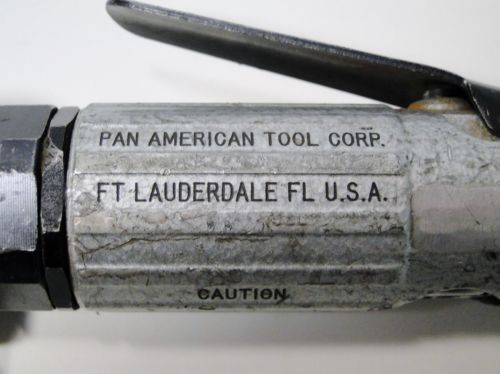 PAN AMERICAN TOOL CORP.
FT LAUDERDALE FL U.S.A.
CAUTION